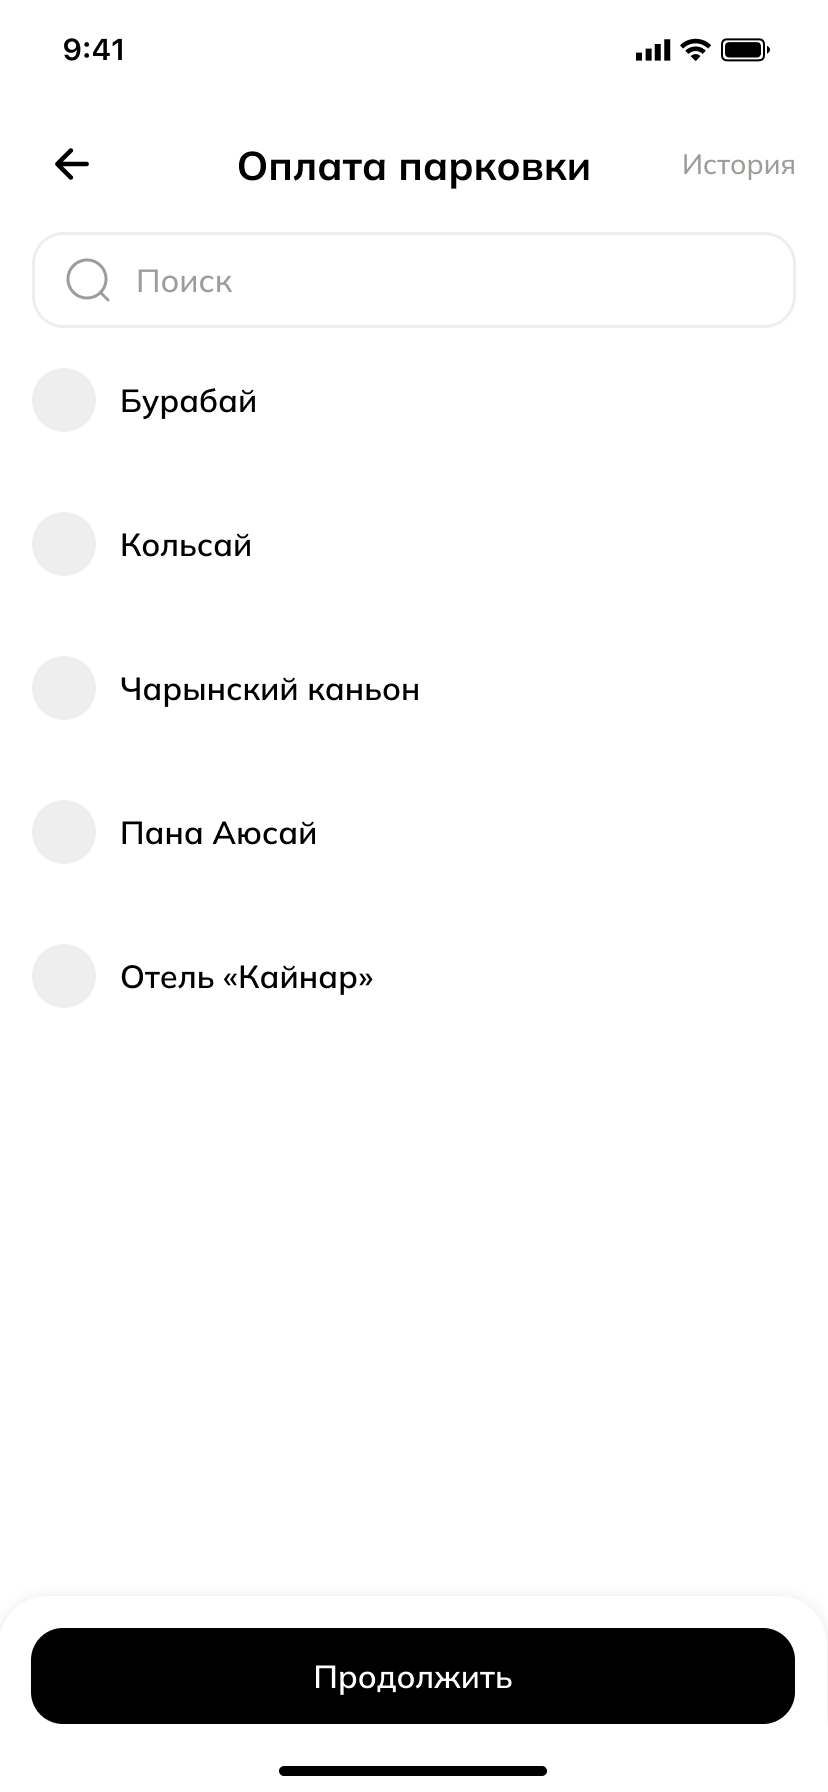 9:41
Оплата парковки
История
Поиск
Бурабай
Кольсай
Чарынский каньон
Пана Аюсай
Отель «Кайнар»
Продолжить